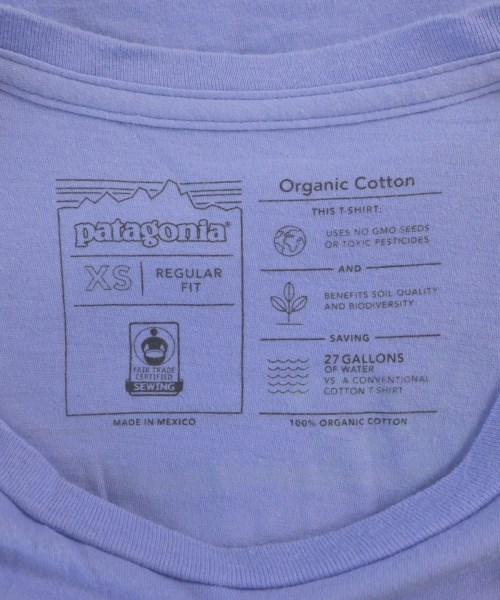 patagonia®
XS
REGULAR
FIT
FAIR TRADE
CERTIFIED
SEWING
MADE IN MEXICO
Organic Cotton
THIS T-SHIRT:
USES NO GMO SEEDS
OR TOXIC PESTICIDES
AND
BENEFITS SOIL QUALITY
AND BIODIVERSITY
SAVING
27 GALLONS
OF WATER
VS. A CONVENTIONAL
COTTON T-SHIRT
100% ORGANIC COTTON